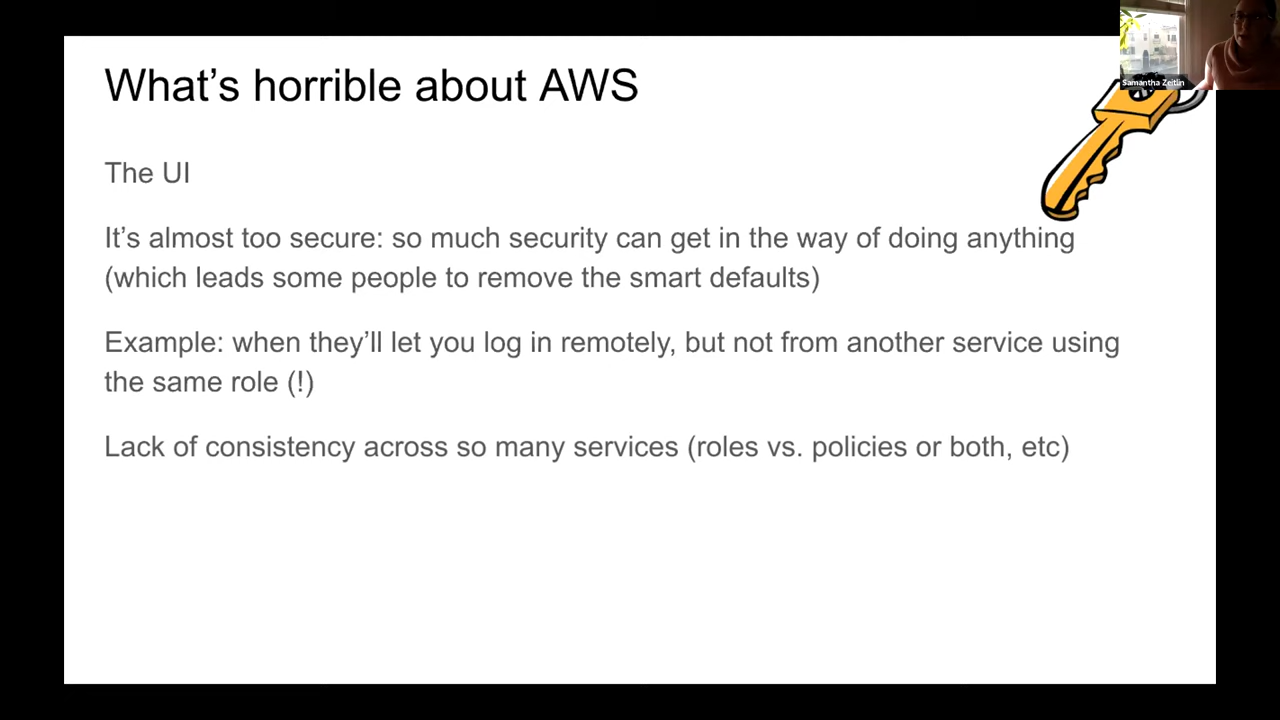 What’s horrible about AWS
Samantha Zeitlin
The UI
It’s almost too secure: so much security can get in the way of doing anything
(which leads some people to remove the smart defaults)
Example: when they’ll let you log in remotely, but not from another service using
the same role (!)
Lack of consistency across so many services (roles vs. policies or both, etc)